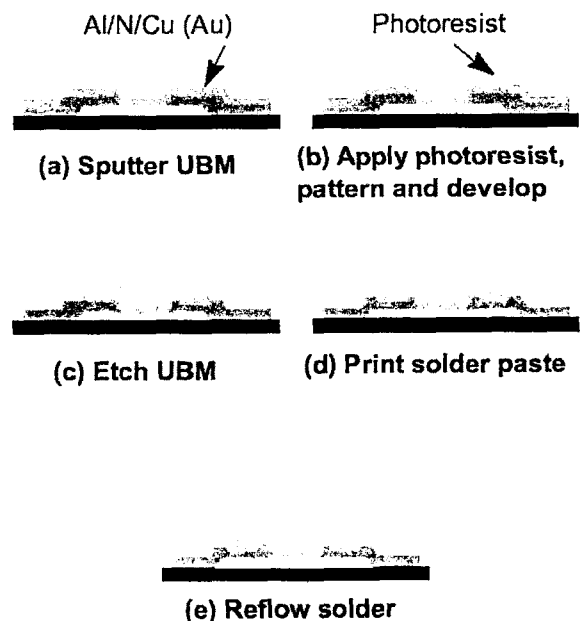 Al/N/Cu (Au)
Photoresist
(a) Sputter UBM
(b) Apply photoresist,
pattern and develop
(c) Etch UBM
(d) Print solder paste
(e) Reflow solder